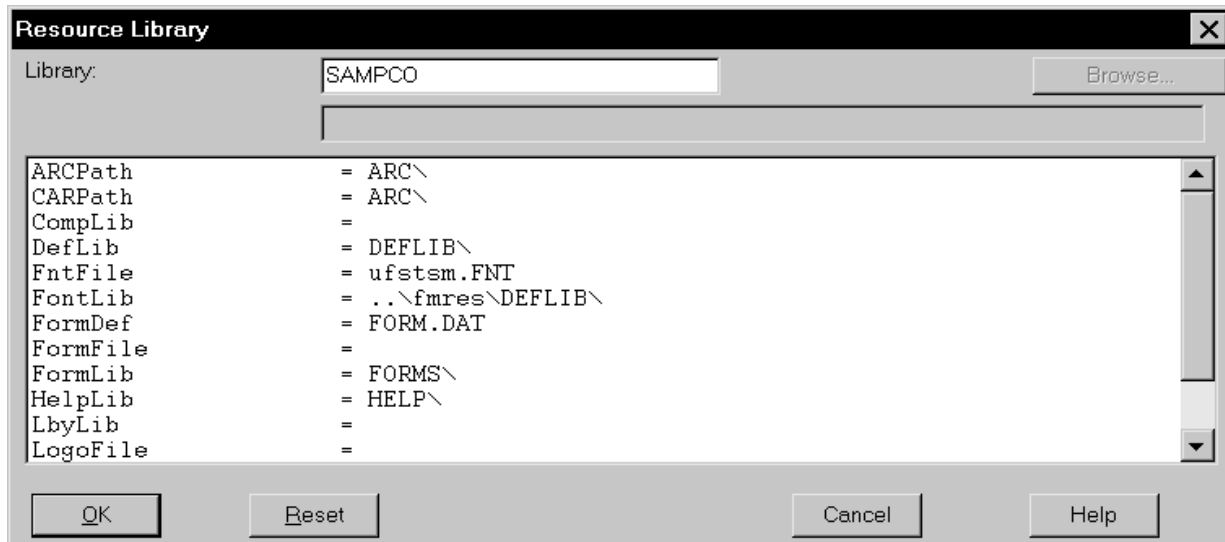 Resource Library
Library: SAMPCO Browse...
ARCPath = ARC\
CARPath = ARC\
CompLib =
DefLib = DEFLIB\
FntFile = ufstsm.FNT
FontLib = ..\fmres\DEFLIB\
FormDef = FORM.DAT
FormFile =
FormLib = FORMS\
HelpLib = HELP\
LbyLib =
LogoFile =
OK Reset Cancel Help